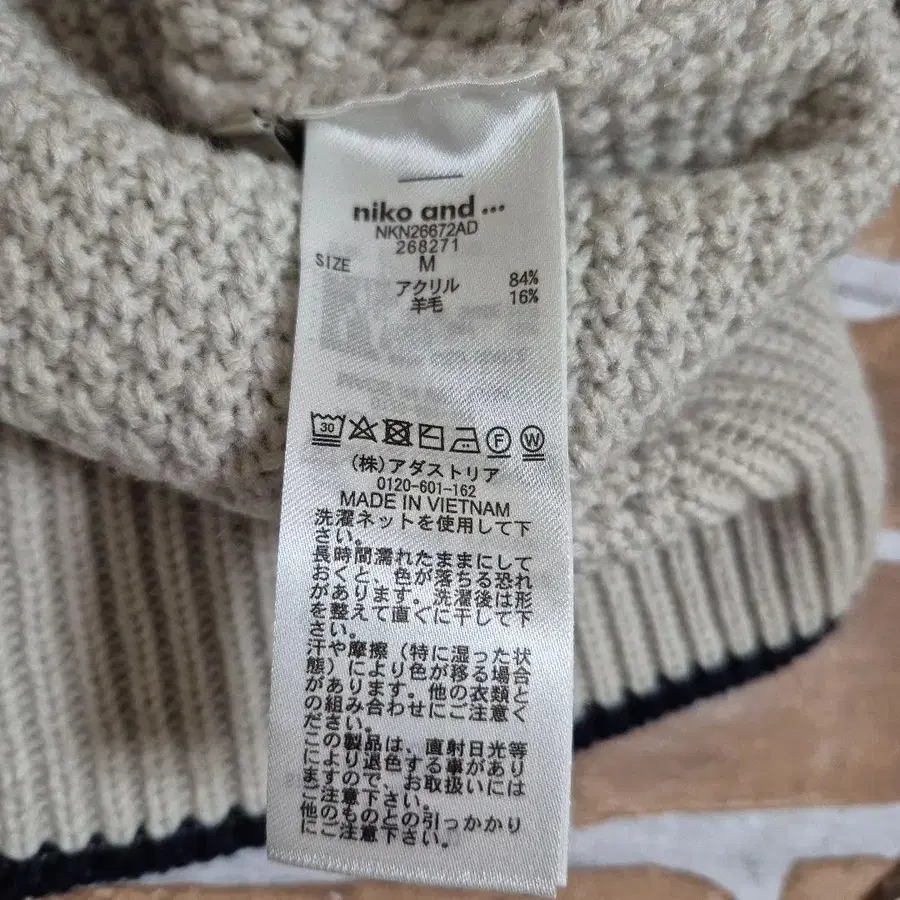 niko and ...
NKN26672AD
268271
SIZE M
アクリル 84%
羊毛 16%
30 F W
(株)アダストリア
0120-601-162
MADE IN VIETNAM
洗濯ネットを使用して下
さい。
長時間濡れたままにして
おくと、色が落ちる恐れ
があります。洗濯後は形
を整えて直ぐに干して下
さい。
汗や摩擦(特に湿った状
態)により色が移る場合
があります。他の衣類と
の組み合わせにご注意く
ださい。
この製品は、直射日光等
により退色する事があり
ますので、お取扱いには
ご注意下さい。
他のものとの引っかかり
にご注意下さい。